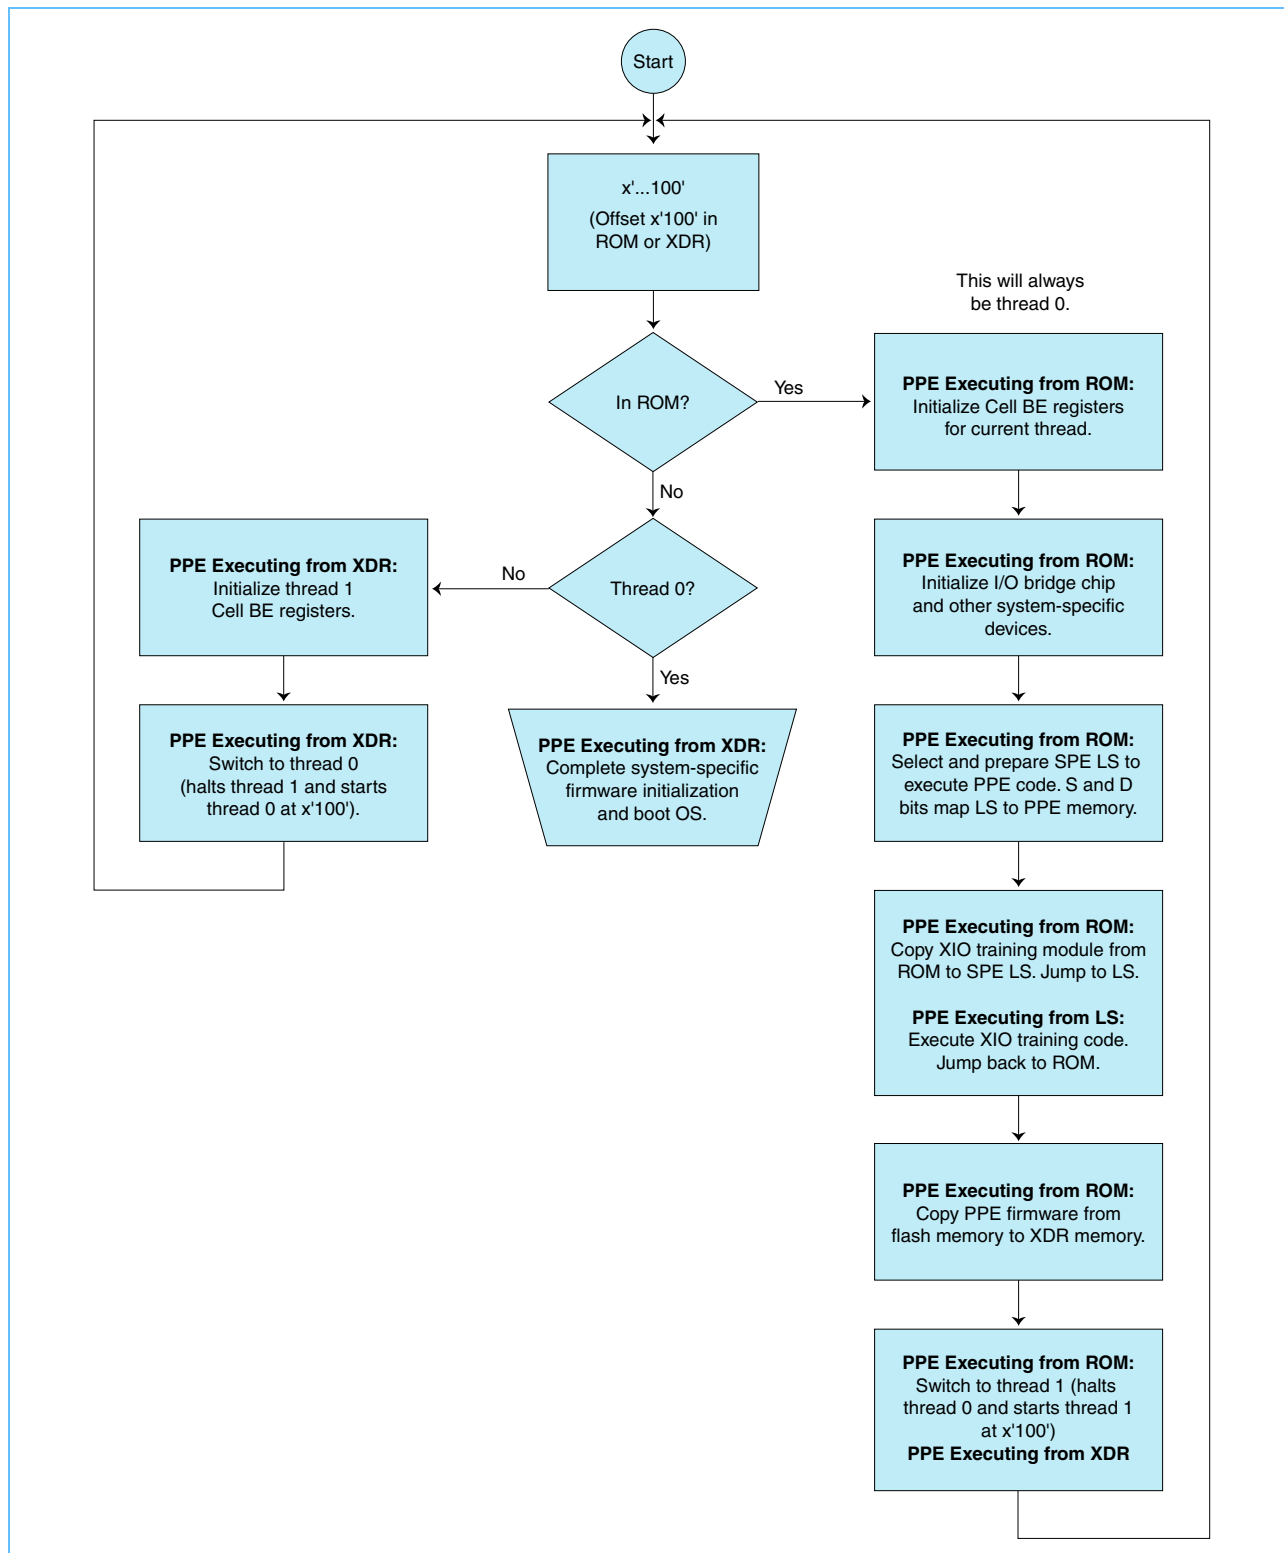 Start
x'...100'
(Offset x'100' in
ROM or XDR)
This will always
be thread 0.
In ROM?
Yes
PPE Executing from ROM:
Initialize Cell BE registers
for current thread.
No
PPE Executing from XDR:
Initialize thread 1
Cell BE registers.
No
Thread 0?
PPE Executing from ROM:
Initialize I/O bridge chip
and other system-specific
devices.
Yes
PPE Executing from XDR:
Switch to thread 0
(halts thread 1 and starts
thread 0 at x'100').
PPE Executing from XDR:
Complete system-specific
firmware initialization
and boot OS.
PPE Executing from ROM:
Select and prepare SPE LS to
execute PPE code. S and D
bits map LS to PPE memory.
PPE Executing from ROM:
Copy XIO training module from
ROM to SPE LS. Jump to LS.
PPE Executing from LS:
Execute XIO training code.
Jump back to ROM.
PPE Executing from ROM:
Copy PPE firmware from
flash memory to XDR memory.
PPE Executing from ROM:
Switch to thread 1 (halts
thread 0 and starts thread 1
at x'100')
PPE Executing from XDR